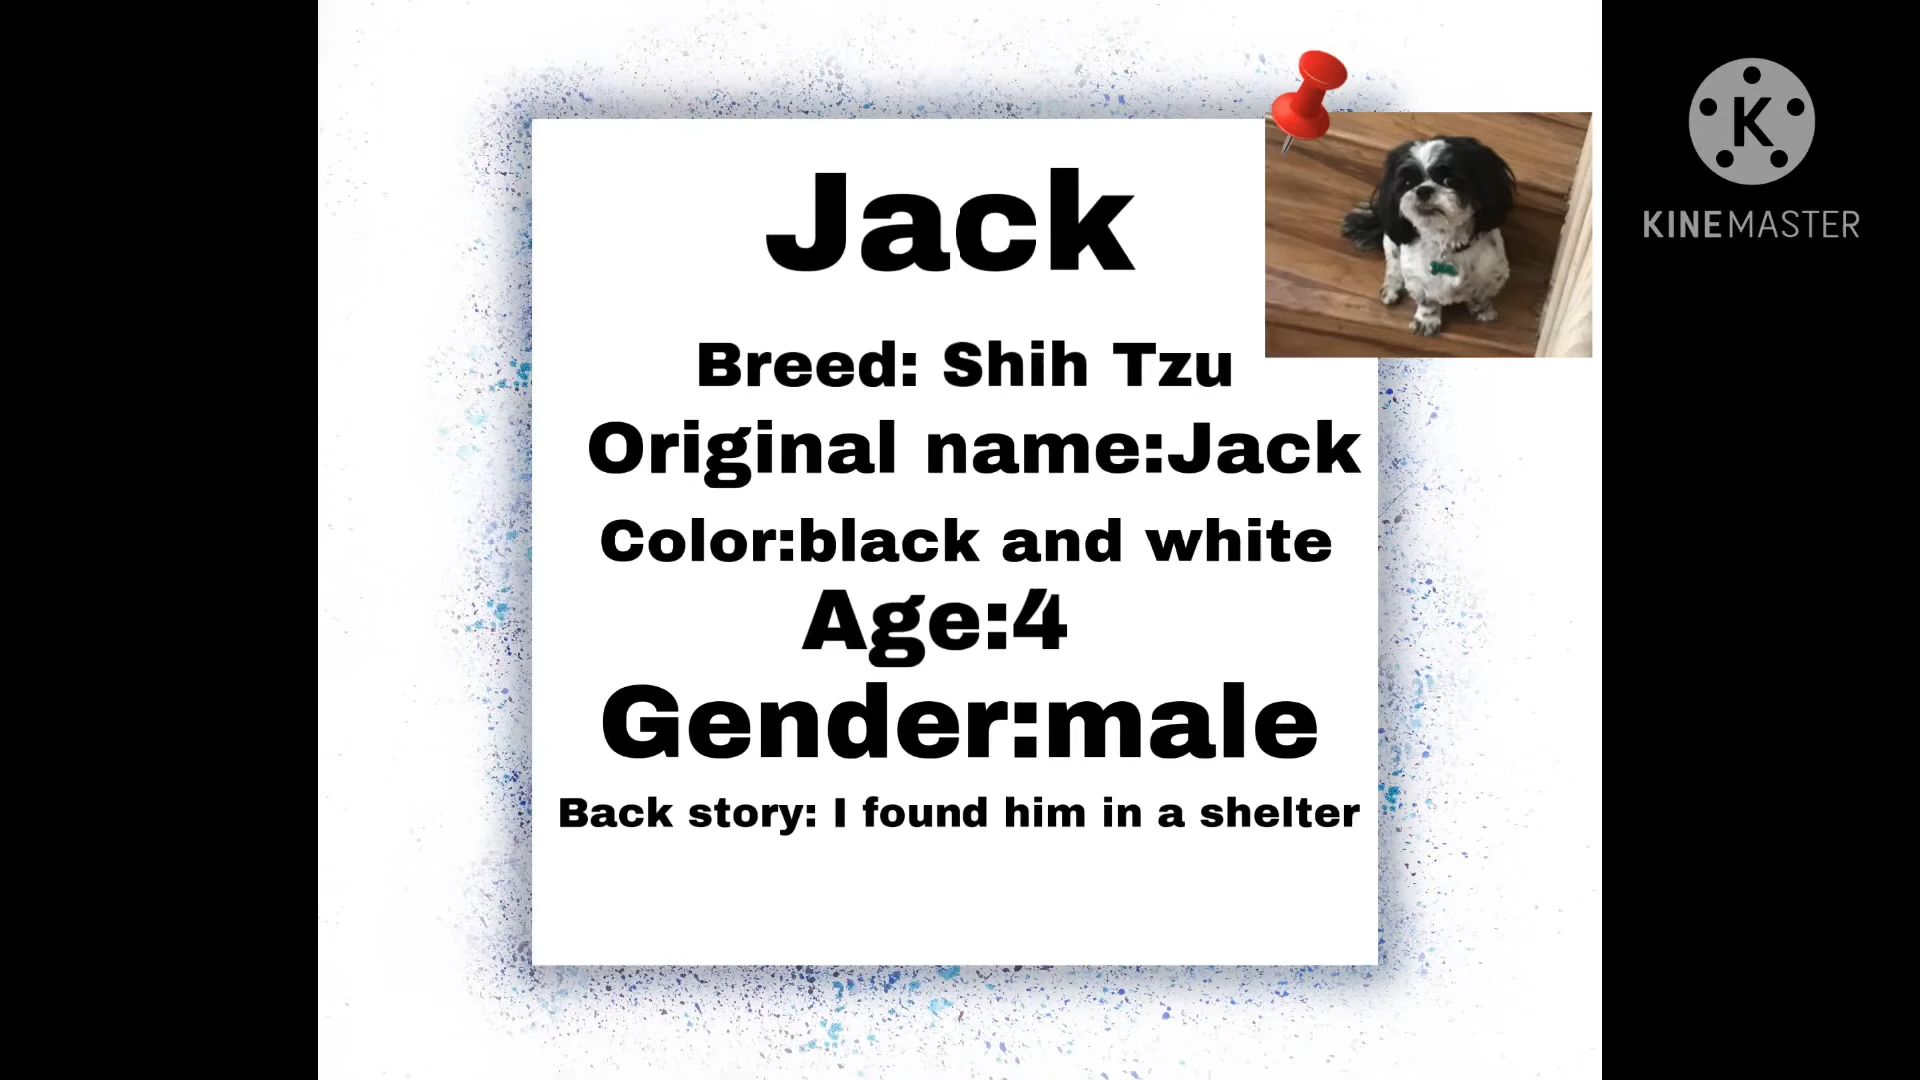 Jack
Breed: Shih Tzu
Original name:Jack
Color:black and white
Age:4
Gender:male
Back story: I found him in a shelter
K
KINEMASTER